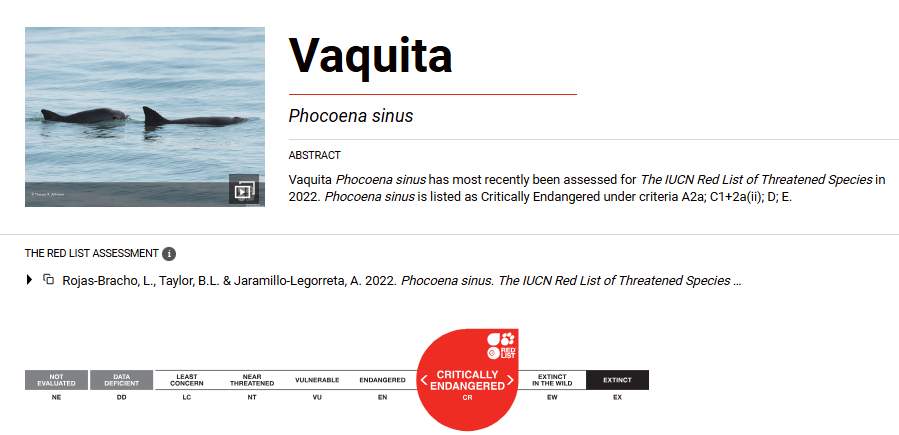 Vaquita
Phocoena sinus
ABSTRACT
Vaquita Phocoena sinus has most recently been assessed for The IUCN Red List of Threatened Species in
2022. Phocoena sinus is listed as Critically Endangered under criteria A2a; C1+2a(ii); D; E.
THE RED LIST ASSESSMENT i
Rojas-Bracho, L., Taylor, B.L. & Jaramillo-Legorreta, A. 2022. Phocoena sinus. The IUCN Red List of Threatened Species ...
RED
LIST
NOT
EVALUATED
NE
DATA
DEFICIENT
DD
LEAST
CONCERN
LC
NEAR
THREATENED
NT
VULNERABLE
VU
ENDANGERED
EN
CRITICALLY
ENDANGERED
CR
EXTINCT
IN THE WILD
EW
EXTINCT
EX